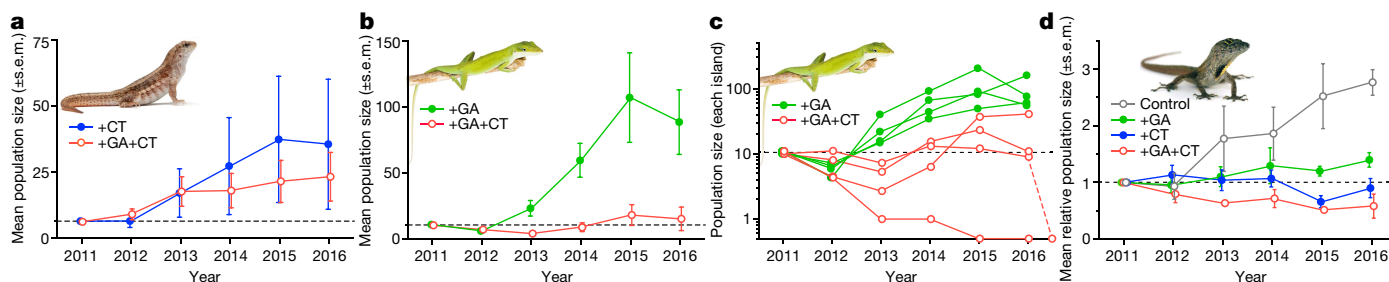 a
Mean population size (±s.e.m.)
75
50
25
0
+CT
+GA+CT
2011 2012 2013 2014 2015 2016
Year
b
Mean population size (±s.e.m.)
150
100
50
0
+GA
+GA+CT
2011 2012 2013 2014 2015 2016
Year
c
Population size (each island)
100
10
1
+GA
+GA+CT
2011 2012 2013 2014 2015 2016
Year
d
Mean relative population size (±s.e.m.)
3
2
1
0
Control
+GA
+CT
+GA+CT
2011 2012 2013 2014 2015 2016
Year